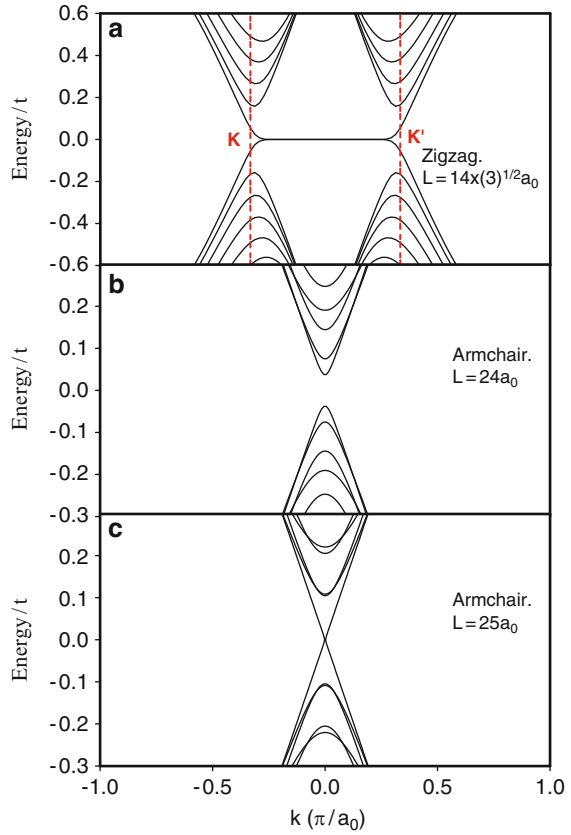 0.6
a
0.4
0.2
Energy/t
0.0
K
K'
Zigzag.
L=14x(3)1/2a0
-0.2
-0.4
-0.6
b
0.2
0.1
Energy/t
Armchair.
L=24a0
0.0
-0.1
-0.2
-0.3
c
0.2
0.1
Energy/t
Armchair.
L=25a0
0.0
-0.1
-0.2
-0.3
-1.0 -0.5 0.0 0.5 1.0
k (π/a0)